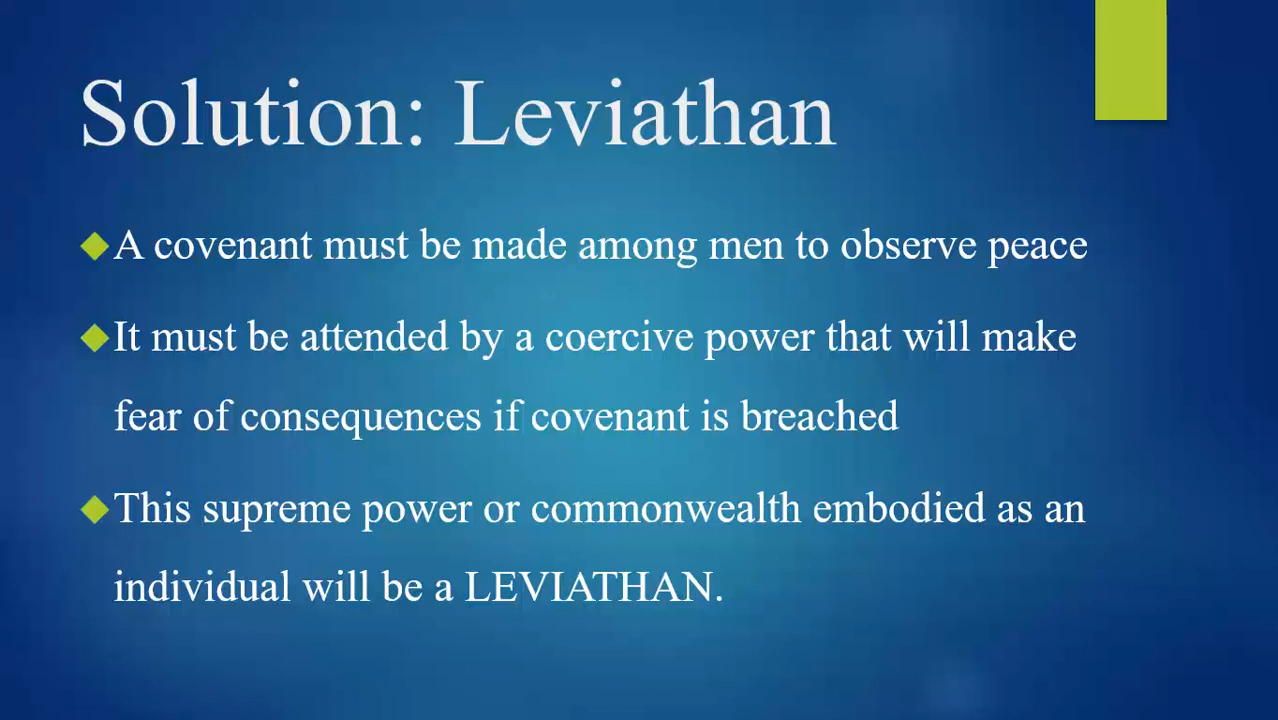 Solution: Leviathan
A covenant must be made among men to observe peace
It must be attended by a coercive power that will make
fear of consequences if covenant is breached
This supreme power or commonwealth embodied as an
individual will be a LEVIATHAN.